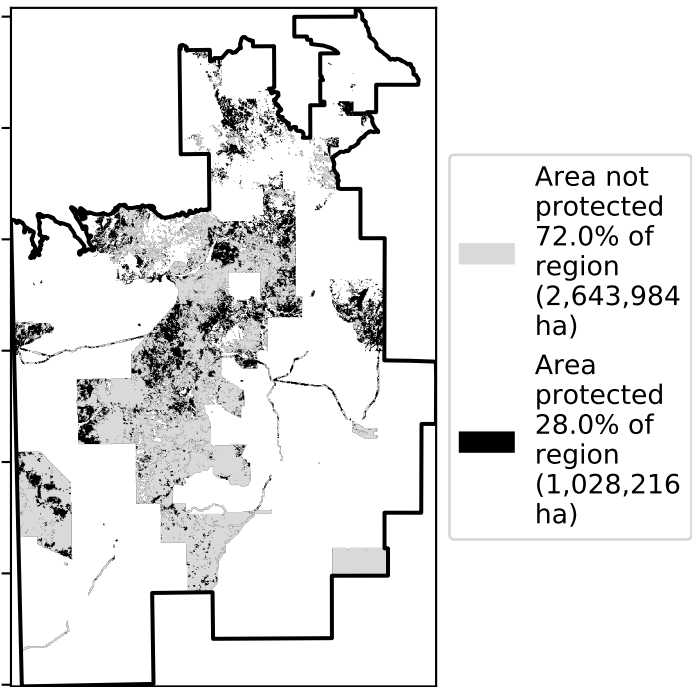 Area not
protected
72.0% of
region
(2,643,984
ha)
Area
protected
28.0% of
region
(1,028,216
ha)